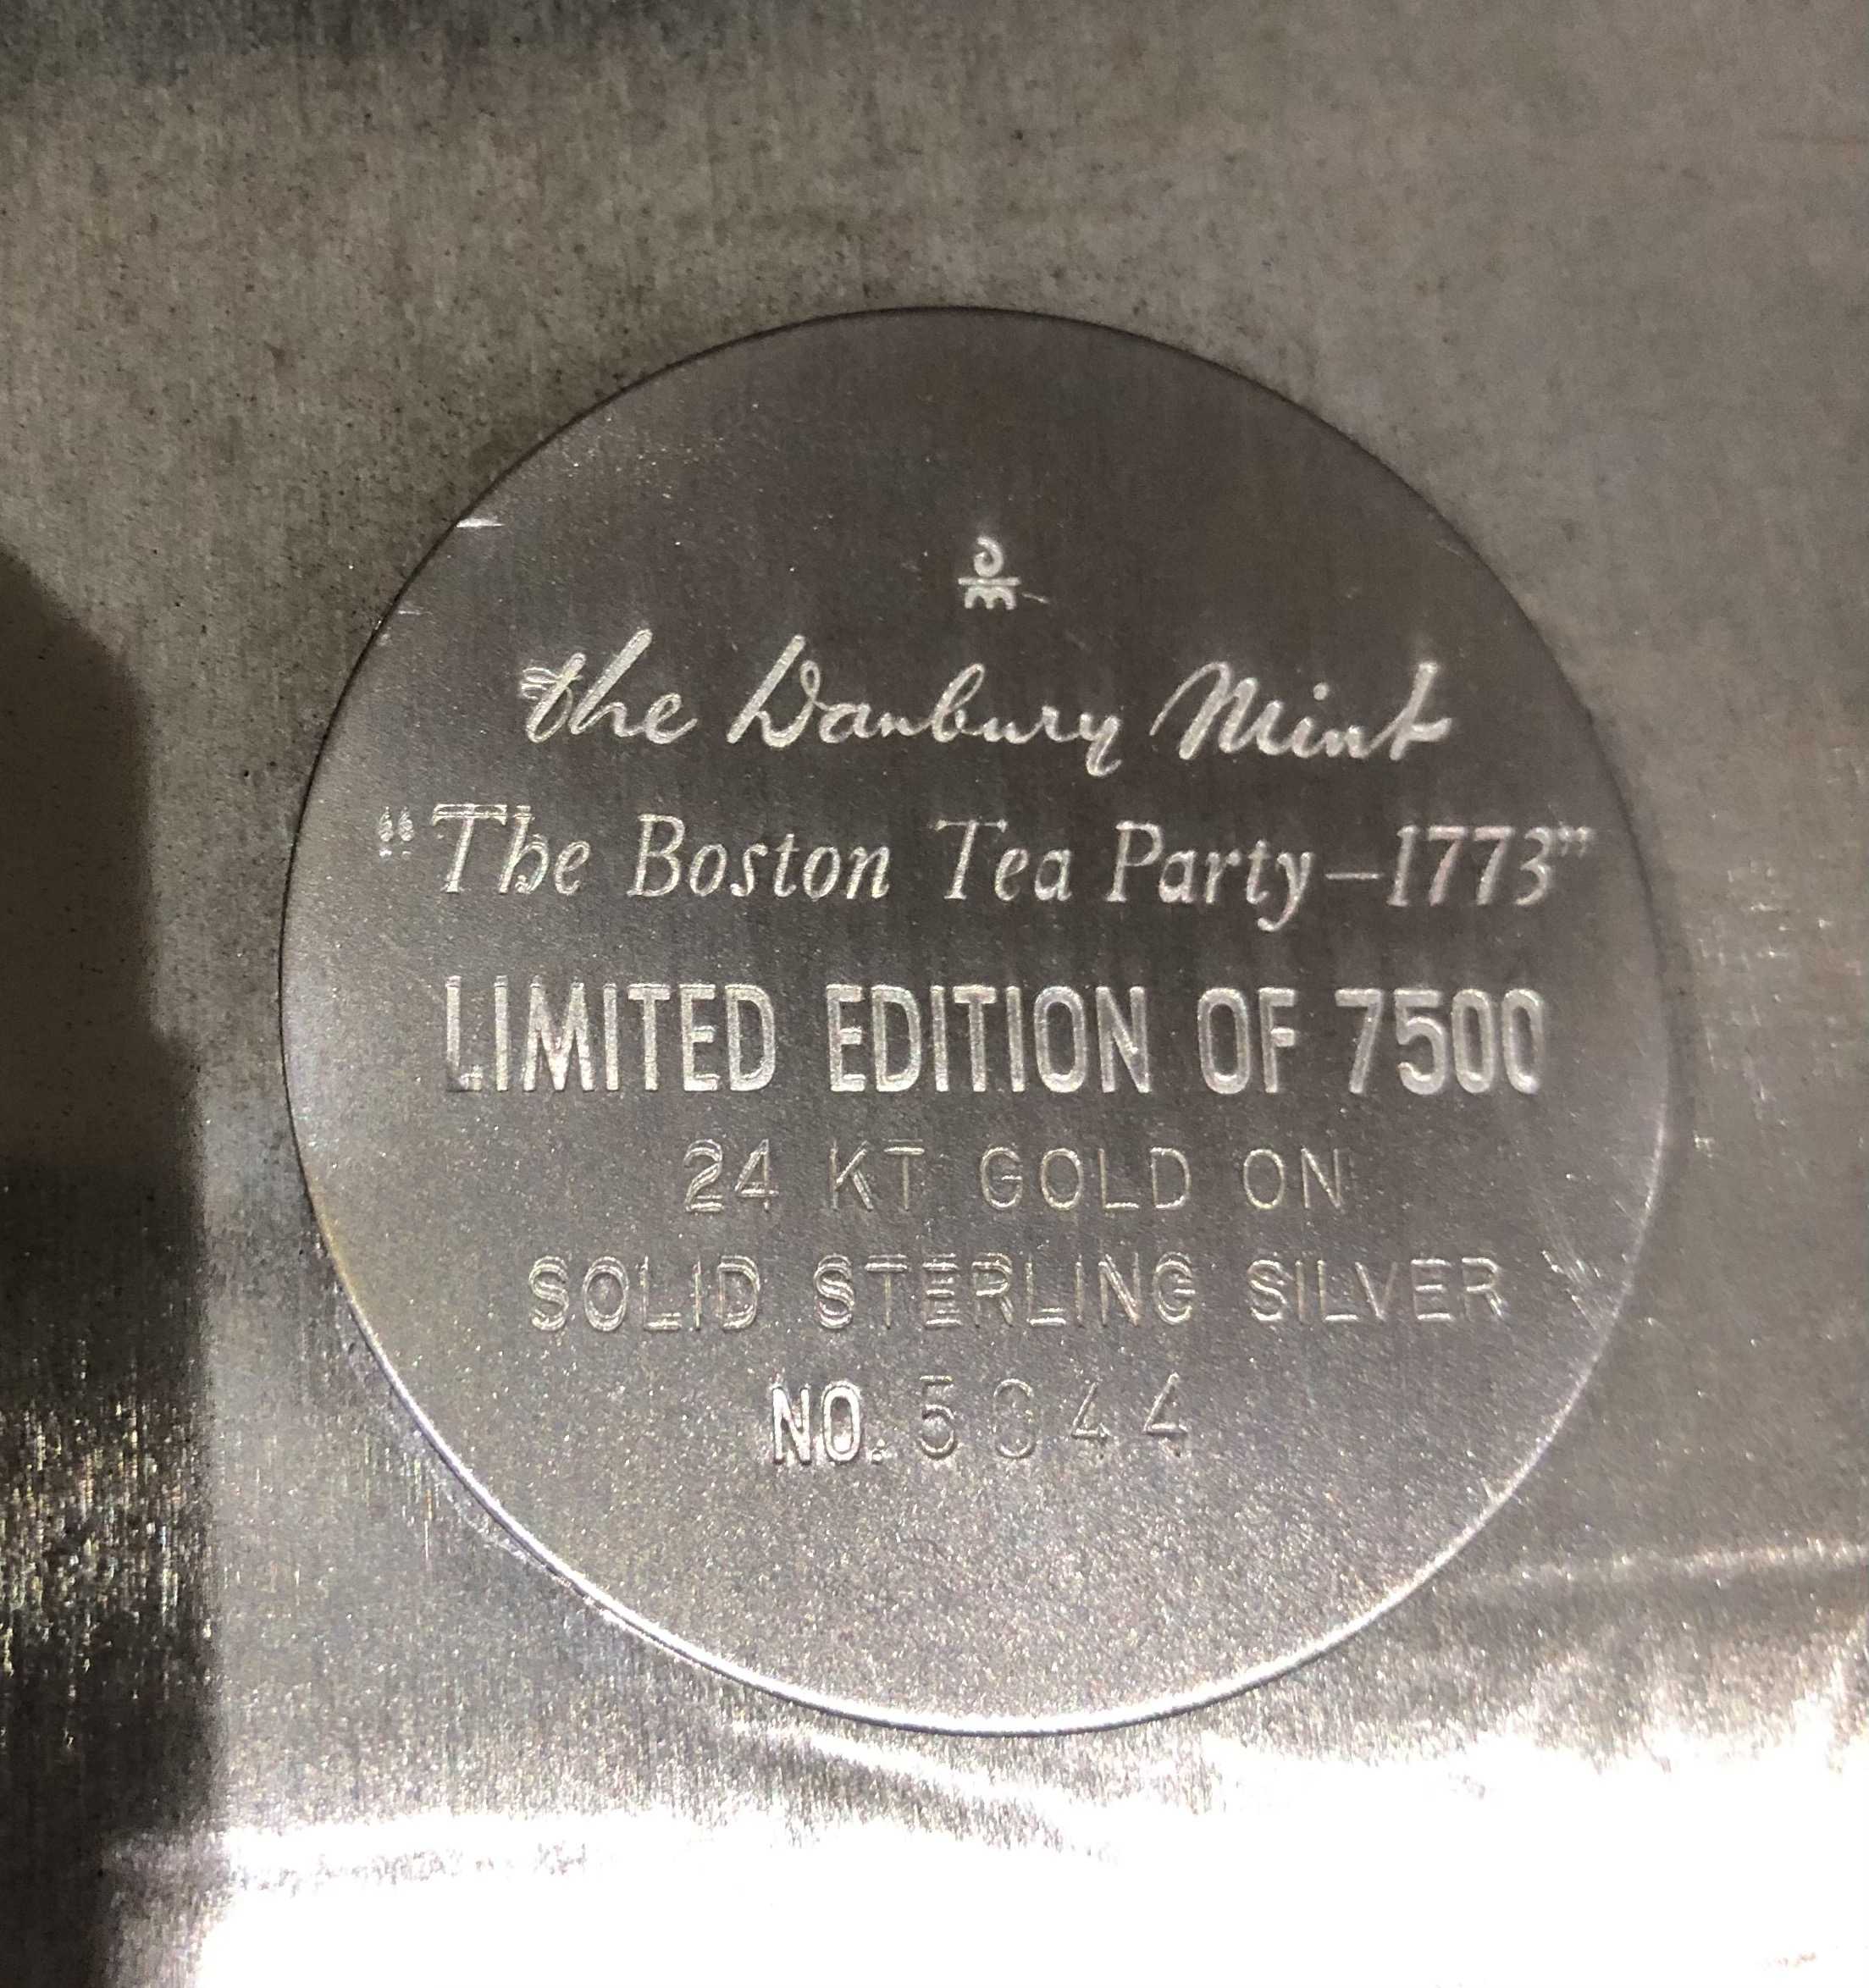 the Danbury Mint
“The Boston Tea Party—1773”
LIMITED EDITION OF 7500
24 KT GOLD ON
SOLID STERLING SILVER
NO. 5044